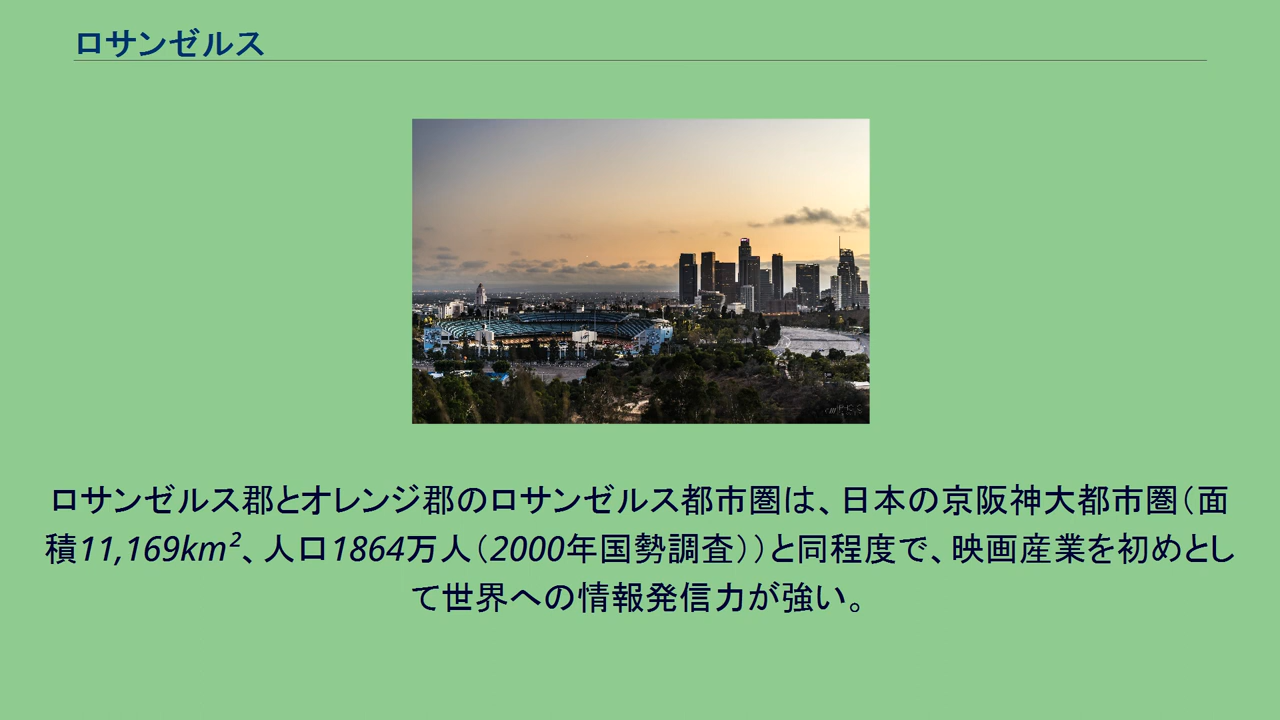 ロサンゼルス
ロサンゼルス郡とオレンジ郡のロサンゼルス都市圏は、日本の京阪神大都市圏（面
積11,169km²、人口1864万人（2000年国勢調査））と同程度で、映画産業を初めとし
て世界への情報発信力が強い。